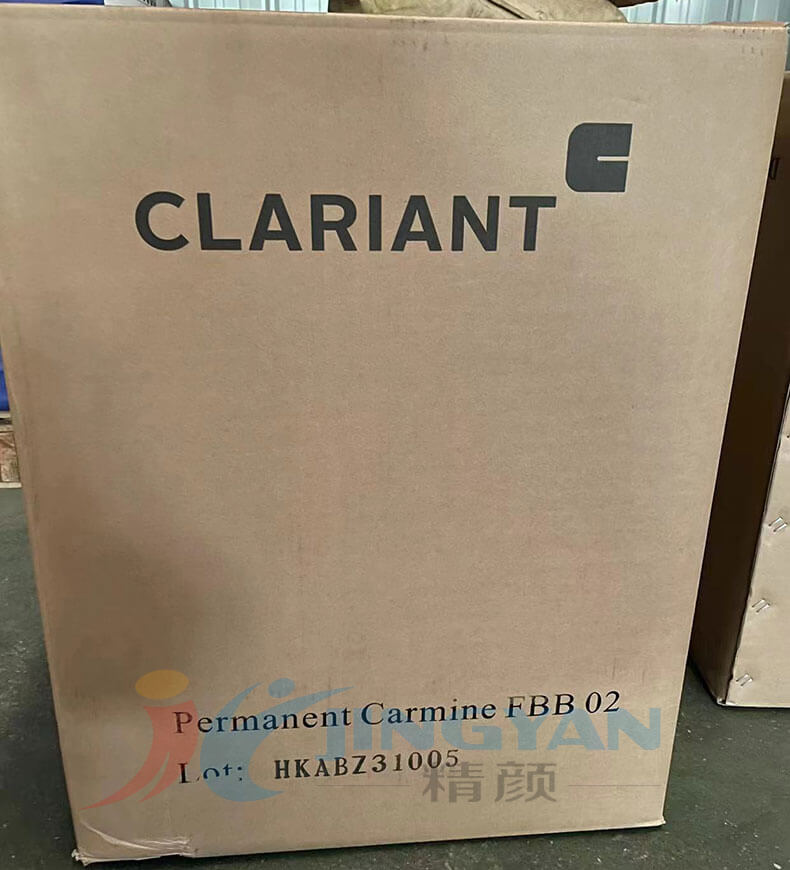 CLARIANT
Permanent Carmine FBB 02
Lot: HKABZ31005
JINGYAN
精颜